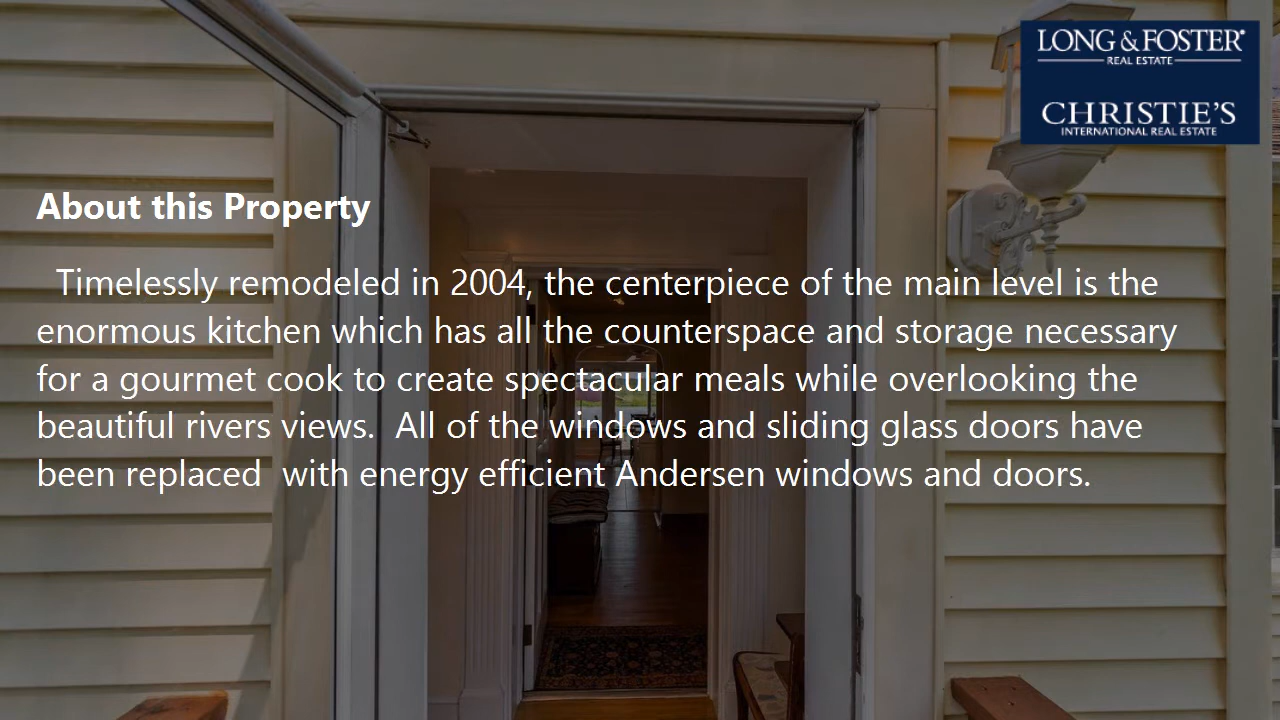 LONG & FOSTER®
REAL ESTATE
CHRISTIE'S
INTERNATIONAL REAL ESTATE
About this Property
Timelessly remodeled in 2004, the centerpiece of the main level is the
enormous kitchen which has all the counterspace and storage necessary
for a gourmet cook to create spectacular meals while overlooking the
beautiful rivers views.  All of the windows and sliding glass doors have
been replaced  with energy efficient Andersen windows and doors.